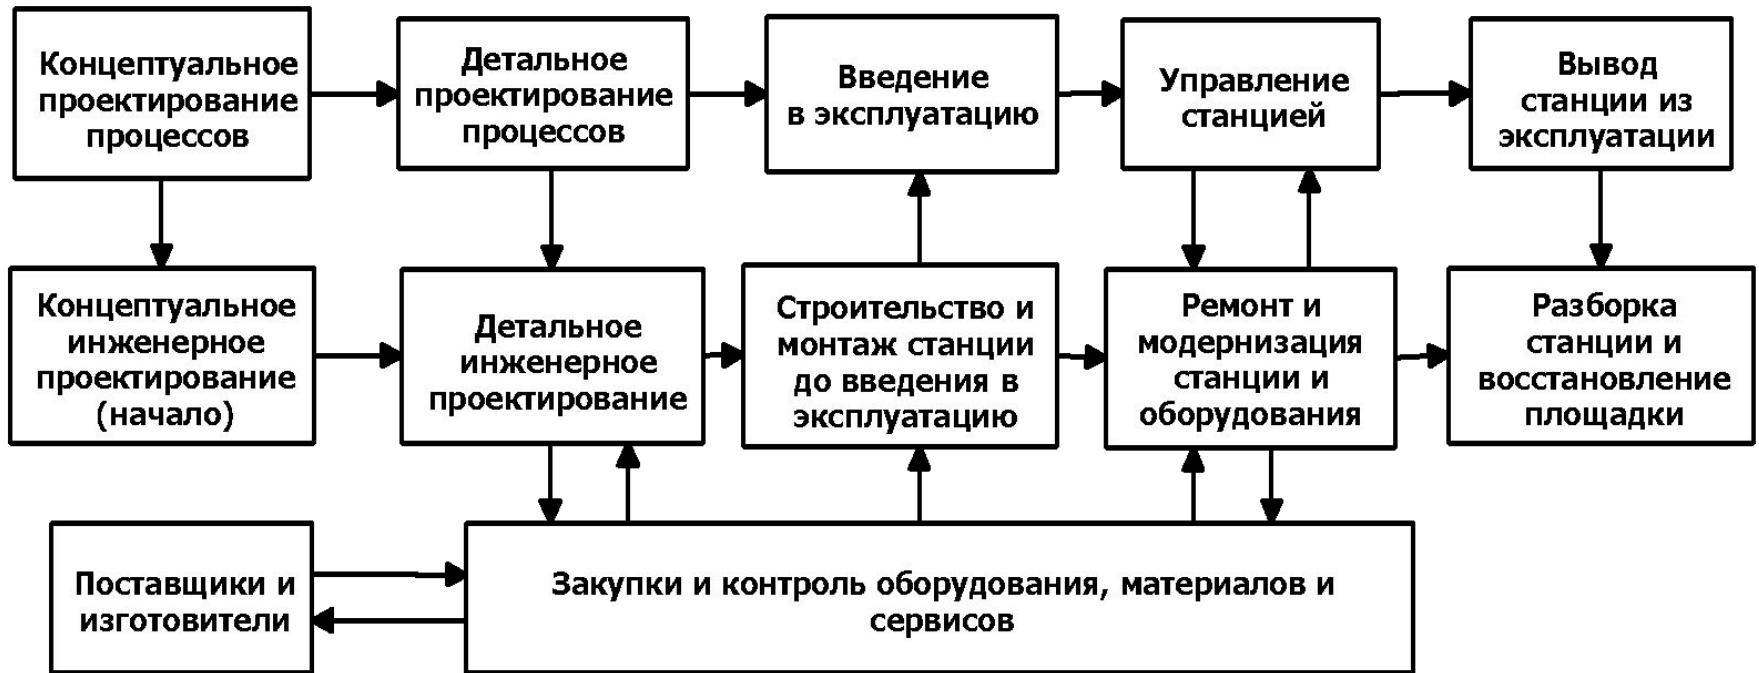 Концептуальное
проектирование
процессов
Детальное
проектирование
процессов
Введение
в эксплуатацию
Управление
станцией
Вывод
станции из
эксплуатации
Концептуальное
инженерное
проектирование
(начало)
Детальное
инженерное
проектирование
Строительство и
монтаж станции
до введения в
эксплуатацию
Ремонт и
модернизация
станции и
оборудования
Разборка
станции и
восстановление
площадки
Поставщики и
изготовители
Закупки и контроль оборудования, материалов и
сервисов